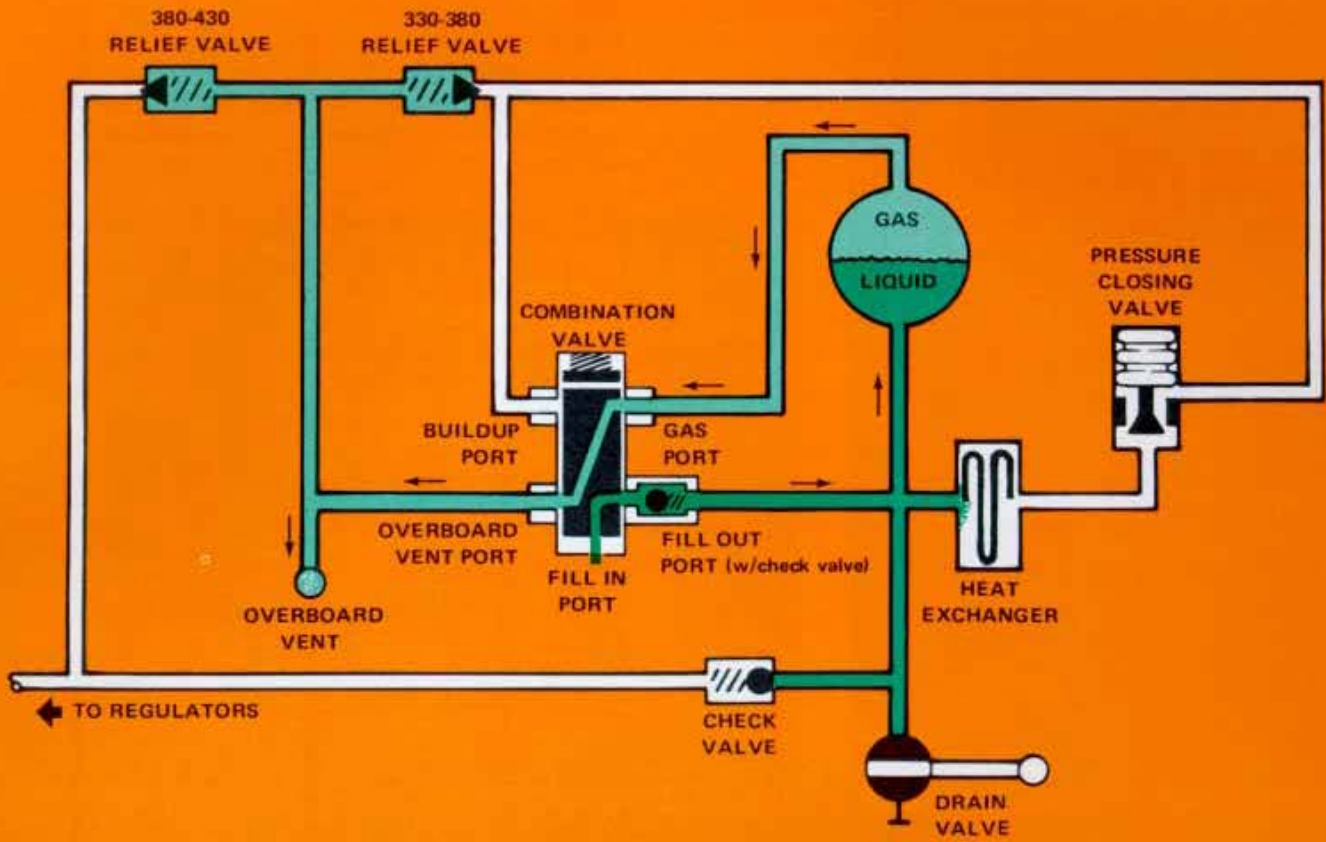 380-430
RELIEF VALVE
330-380
RELIEF VALVE
GAS
LIQUID
PRESSURE
CLOSING
VALVE
COMBINATION
VALVE
BUILDUP
PORT
GAS
PORT
OVERBOARD
VENT PORT
FILL IN
PORT
FILL OUT
PORT (w/check valve)
HEAT
EXCHANGER
OVERBOARD
VENT
TO REGULATORS
CHECK
VALVE
DRAIN
VALVE